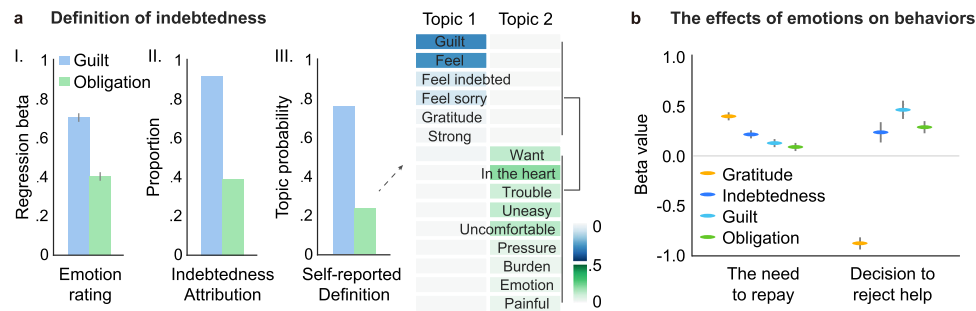 a Definition of indebtedness
I. II. III.
Guilt
Obligation
Regression beta
1
.8
.6
.4
.2
0
Emotion
rating
Proportion
1
.8
.6
.4
.2
0
Indebtedness
Attribution
Topic probability
1
.8
.6
.4
.2
0
Self-reported
Definition
Topic 1 Topic 2
Guilt
Feel
Feel indebted
Feel sorry
Gratitude
Strong
Want
In the heart
Trouble
Uneasy
Uncomfortable
Pressure
Burden
Emotion
Painful
0
.5
0
b The effects of emotions on behaviors
Beta value
1.0
0.5
0.0
-0.5
-1.0
Gratitude
Indebtedness
Guilt
Obligation
The need
to repay
Decision to
reject help